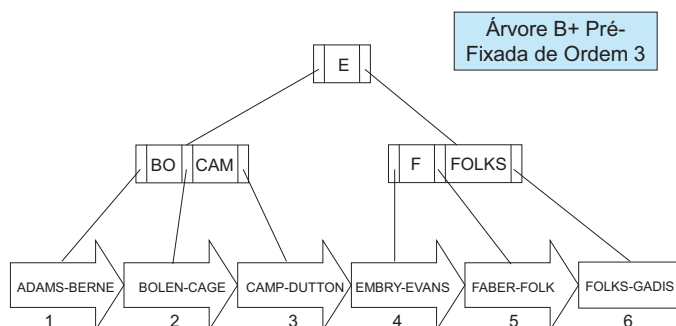 Árvore B+ Pré-
Fixada de Ordem 3
E
BO CAM
F FOLKS
ADAMS-BERNE BOLEN-CAGE CAMP-DUTTON EMBRY-EVANS FABER-FOLK FOLKS-GADIS
1 2 3 4 5 6